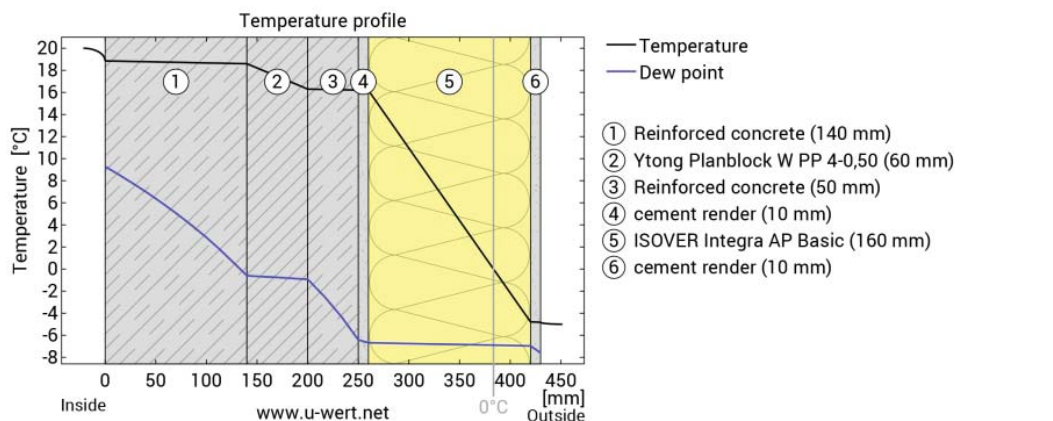 Temperature profile
Temperature [°C]
20
18
16
14
12
10
8
6
4
2
0
-2
-4
-6
-8
1 2 3 4 5 6
0 50 100 150 200 250 300 350 400 450
[mm]
Inside
www.u-wert.net
0°C
Outside
Temperature
Dew point
1 Reinforced concrete (140 mm)
2 Ytong Planblock W PP 4-0,50 (60 mm)
3 Reinforced concrete (50 mm)
4 cement render (10 mm)
5 ISOVER Integra AP Basic (160 mm)
6 cement render (10 mm)